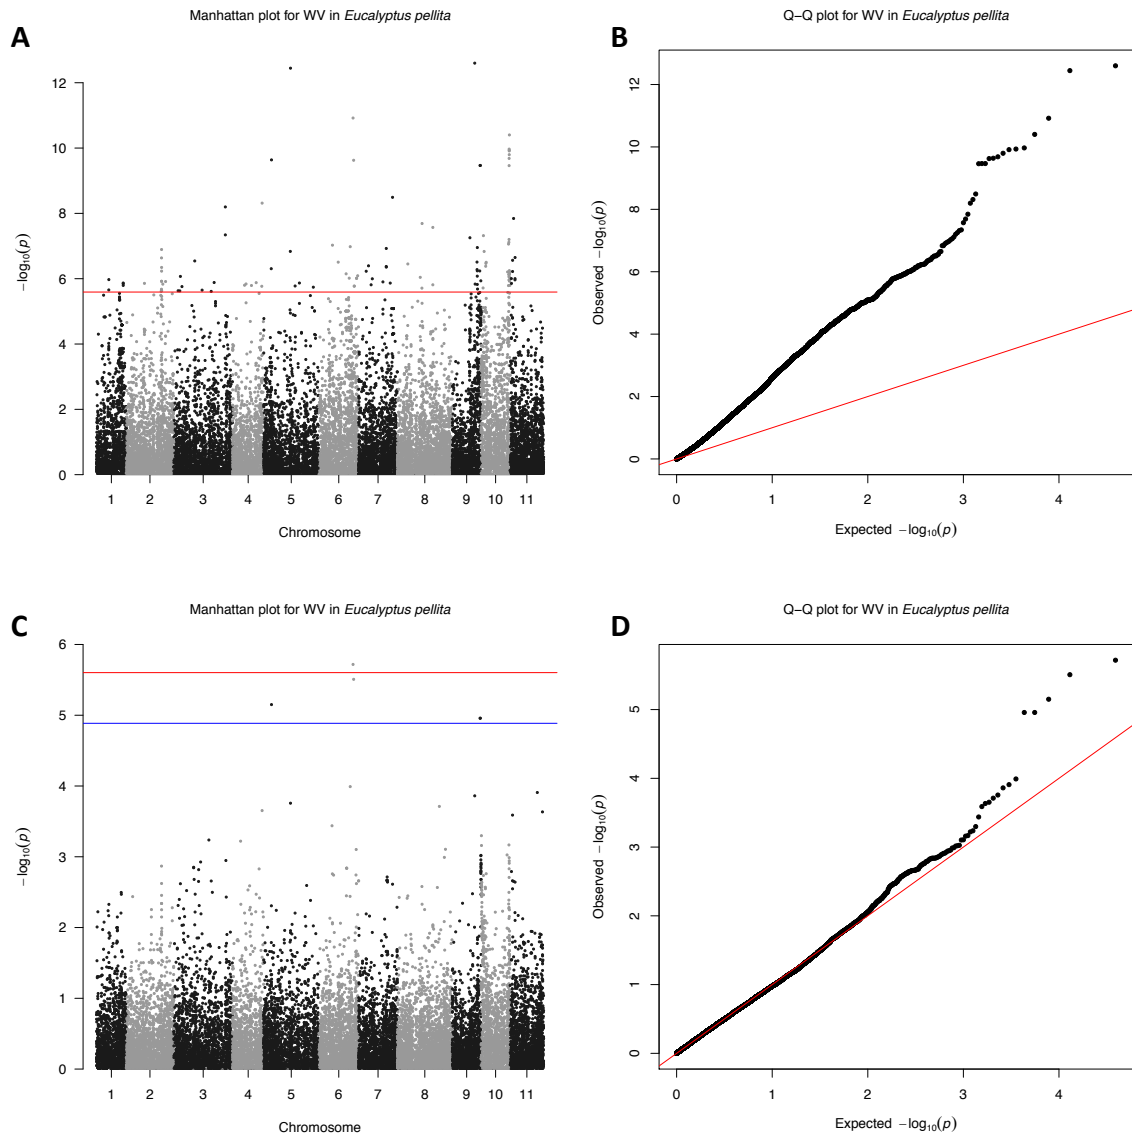 Manhattan plot for WV in Eucalyptus pellita
A
12
10
8
6
4
2
0
−log10(p)
1 2 3 4 5 6 7 8 9 10 11
Chromosome
Q−Q plot for WV in Eucalyptus pellita
B
12
10
8
6
4
2
0
Observed −log10(p)
0 1 2 3 4
Expected −log10(p)
Manhattan plot for WV in Eucalyptus pellita
C
6
5
4
3
2
1
0
−log10(p)
1 2 3 4 5 6 7 8 9 10 11
Chromosome
Q−Q plot for WV in Eucalyptus pellita
D
5
4
3
2
1
0
Observed −log10(p)
0 1 2 3 4
Expected −log10(p)